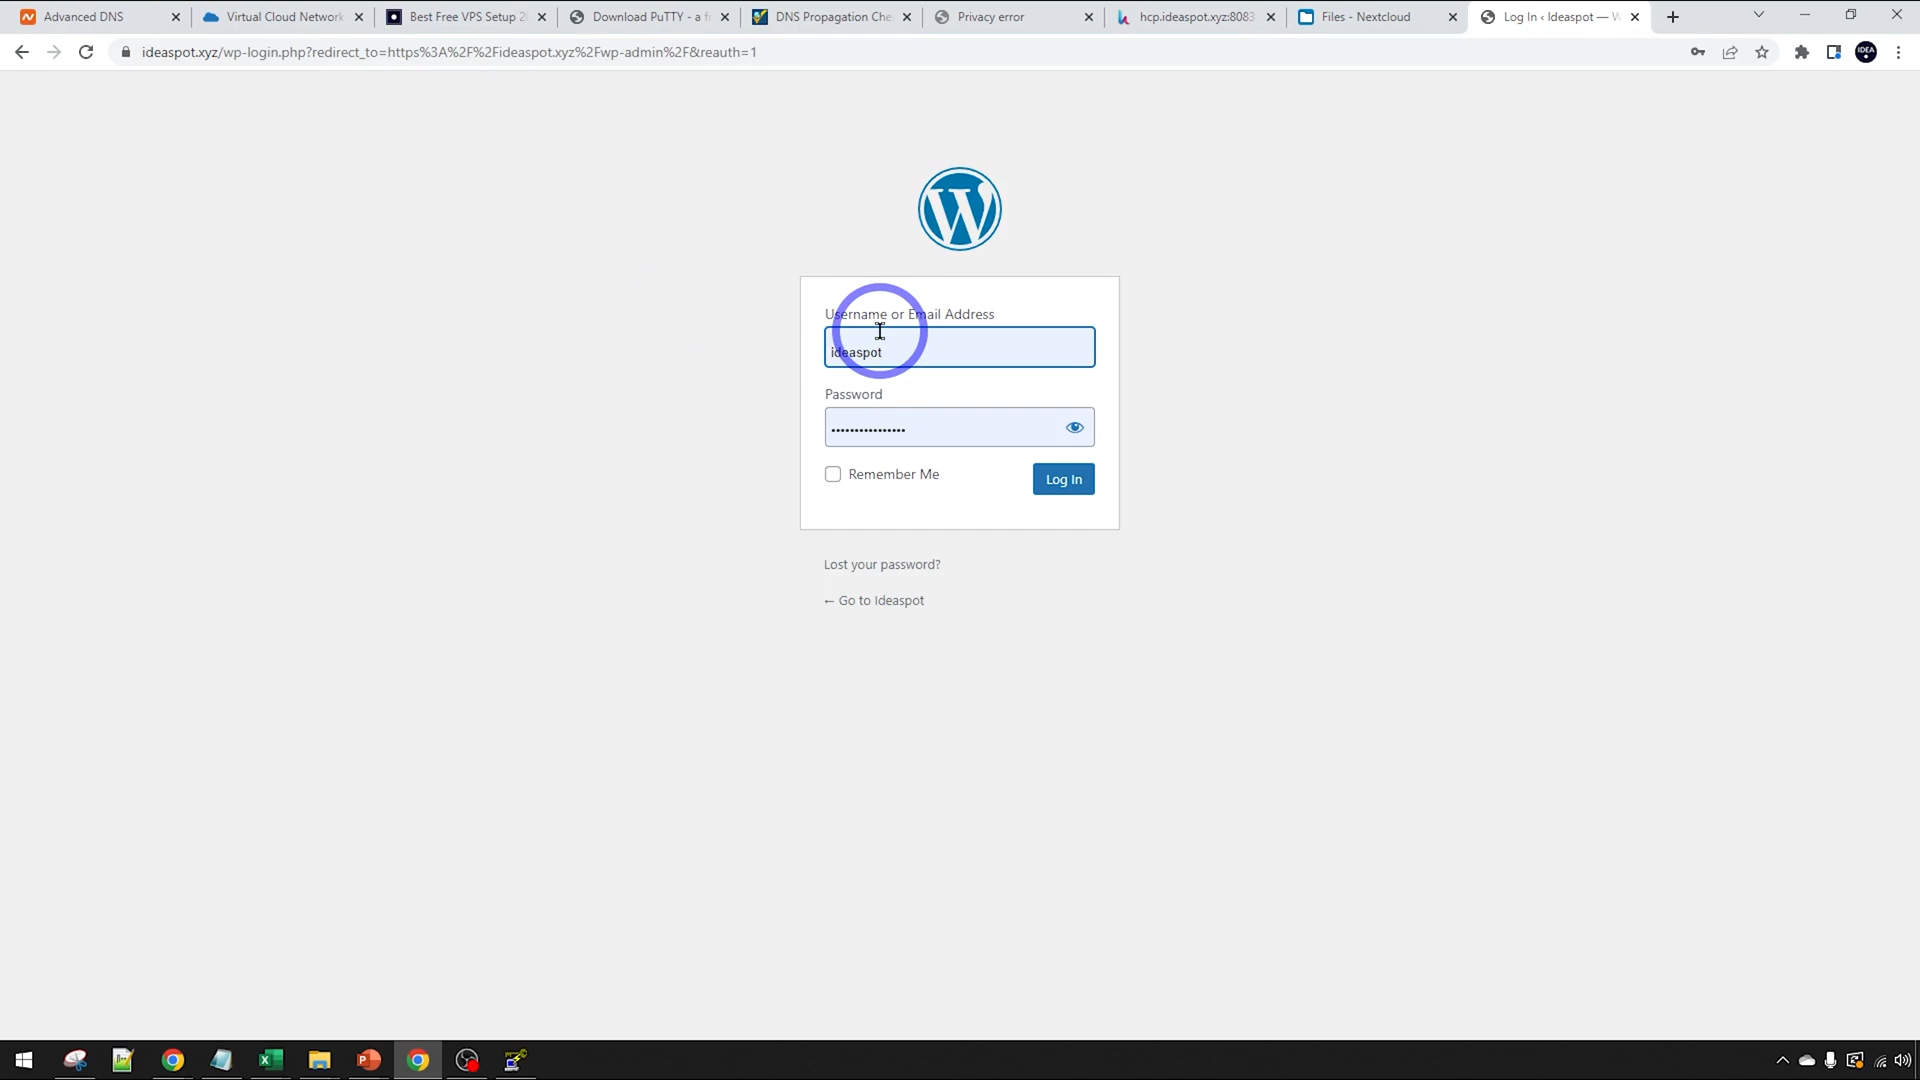 Advanced DNS
Virtual Cloud Network
Best Free VPS Setup 20
Download PuTTY - a f
DNS Propagation Che
Privacy error
hcp.ideaspot.xyz:8083
Files - Nextcloud
Log In ‹ Ideaspot — W
ideaspot.xyz/wp-login.php?redirect_to=https%3A%2F%2Fideaspot.xyz%2Fwp-admin%2F&reauth=1
IDEA
Username or Email Address
ideaspot
Password
Remember Me
Log In
Lost your password?
← Go to Ideaspot